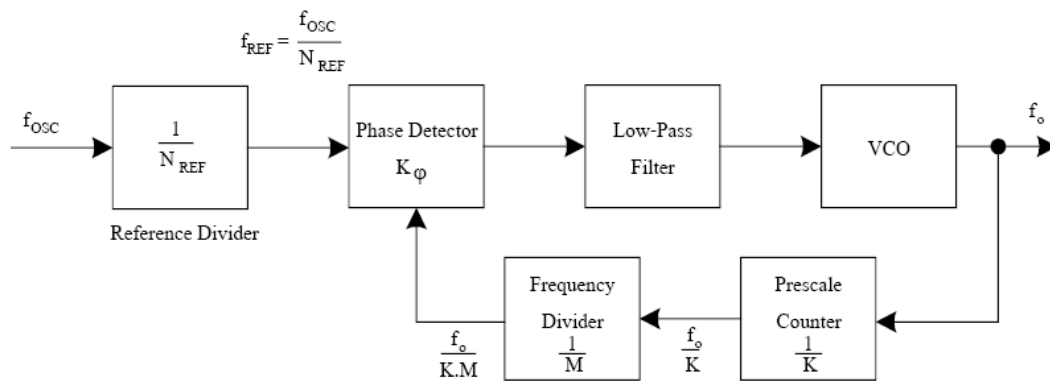 f_REF = f_OSC / N_REF
f_OSC
1 / N_REF
Reference Divider
Phase Detector
K_φ
Low-Pass
Filter
VCO
f_o
Frequency
Divider
1 / M
Prescale
Counter
1 / K
f_o / K.M
f_o / K